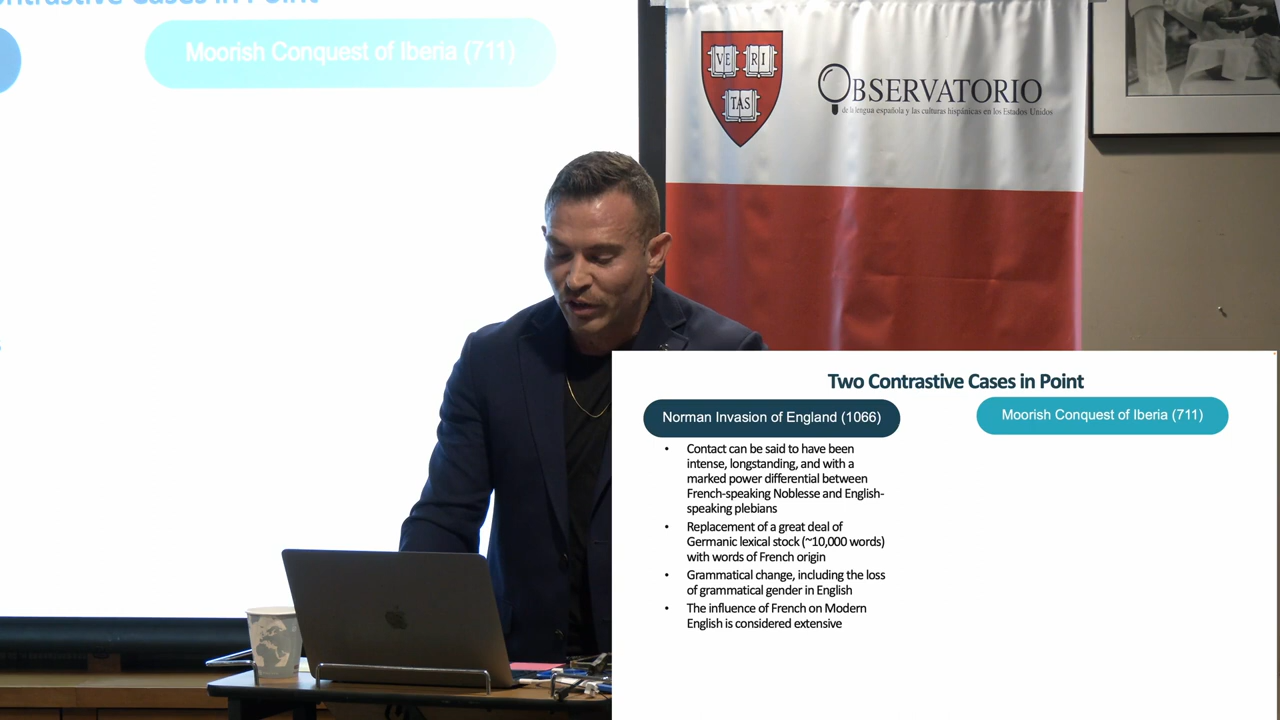 ontrastive Cases in Point
Moorish Conquest of Iberia (711)
VE RI
TAS
OBSERVATORIO
de la lengua española y las culturas hispánicas en los Estados Unidos
Two Contrastive Cases in Point
Norman Invasion of England (1066)
• Contact can be said to have been
intense, longstanding, and with a
marked power differential between
French-speaking Noblesse and English-
speaking plebians
• Replacement of a great deal of
Germanic lexical stock (~10,000 words)
with words of French origin
• Grammatical change, including the loss
of grammatical gender in English
• The influence of French on Modern
English is considered extensive
Moorish Conquest of Iberia (711)